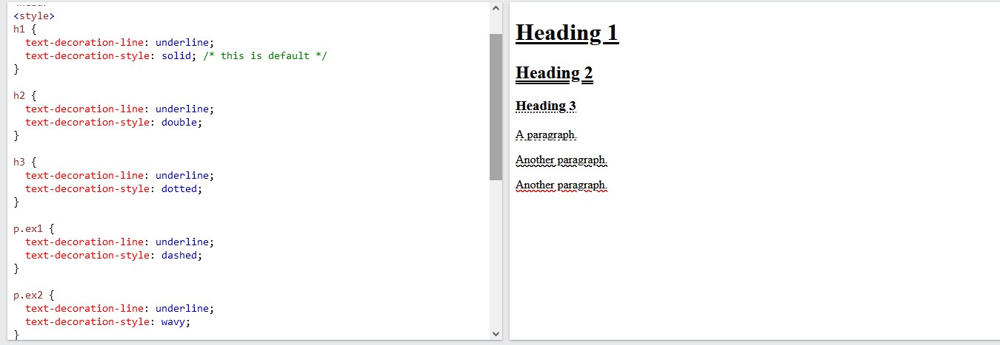 <style>
h1 {
  text-decoration-line: underline;
  text-decoration-style: solid; /* this is default */
}

h2 {
  text-decoration-line: underline;
  text-decoration-style: double;
}

h3 {
  text-decoration-line: underline;
  text-decoration-style: dotted;
}

p.ex1 {
  text-decoration-line: underline;
  text-decoration-style: dashed;
}

p.ex2 {
  text-decoration-line: underline;
  text-decoration-style: wavy;
}
Heading 1
Heading 2
Heading 3
A paragraph.
Another paragraph.
Another paragraph.